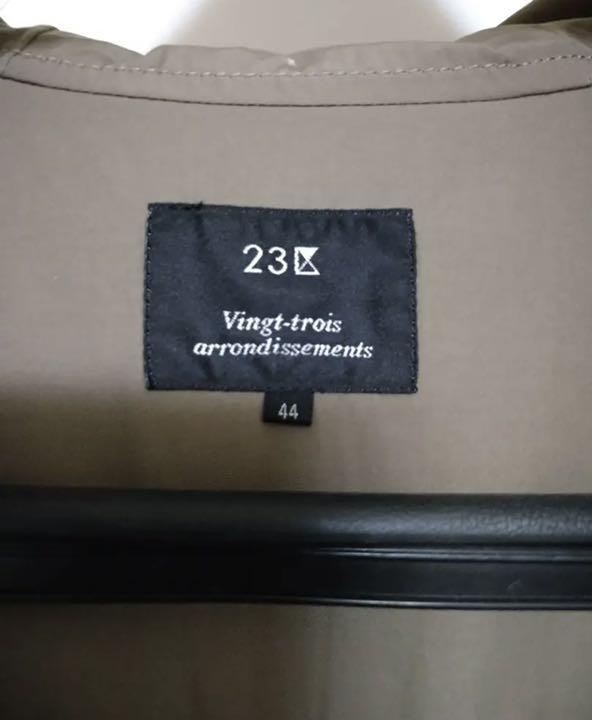 23区
Vingt-trois
arrondissements
44